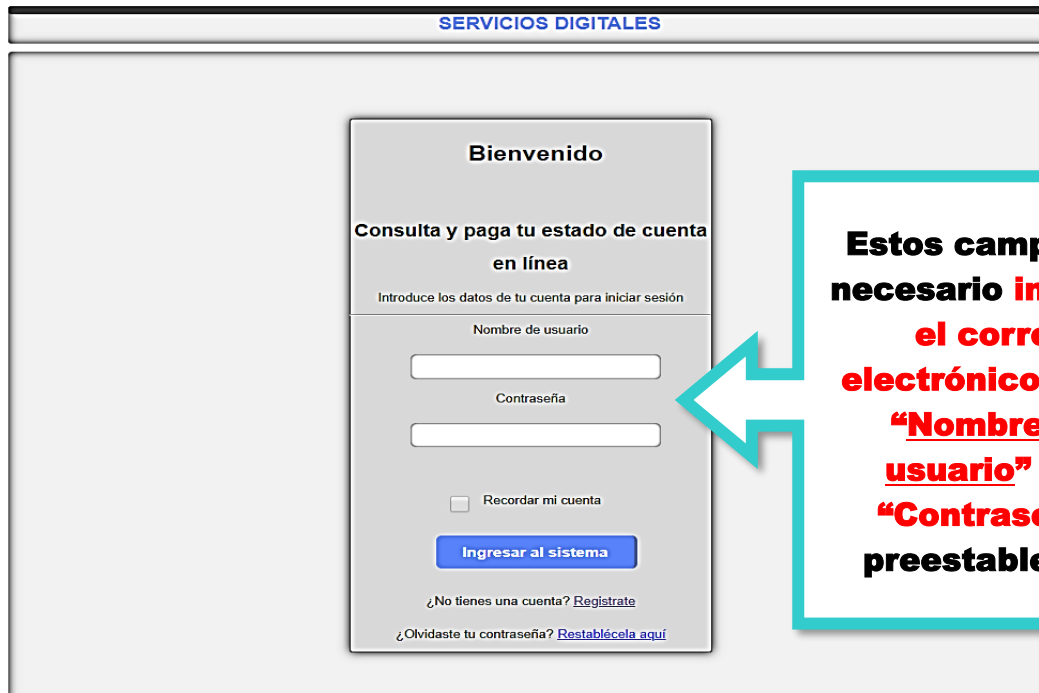 SERVICIOS DIGITALES
Bienvenido
Consulta y paga tu estado de cuenta
en línea
Introduce los datos de tu cuenta para iniciar sesión
Nombre de usuario
Contraseña
Recordar mi cuenta
Ingresar al sistema
¿No tienes una cuenta? Registrate
¿Olvidaste tu contraseña? Restablécela aquí
Estos
necesario
el
electrónico
“Nombre
usuario”